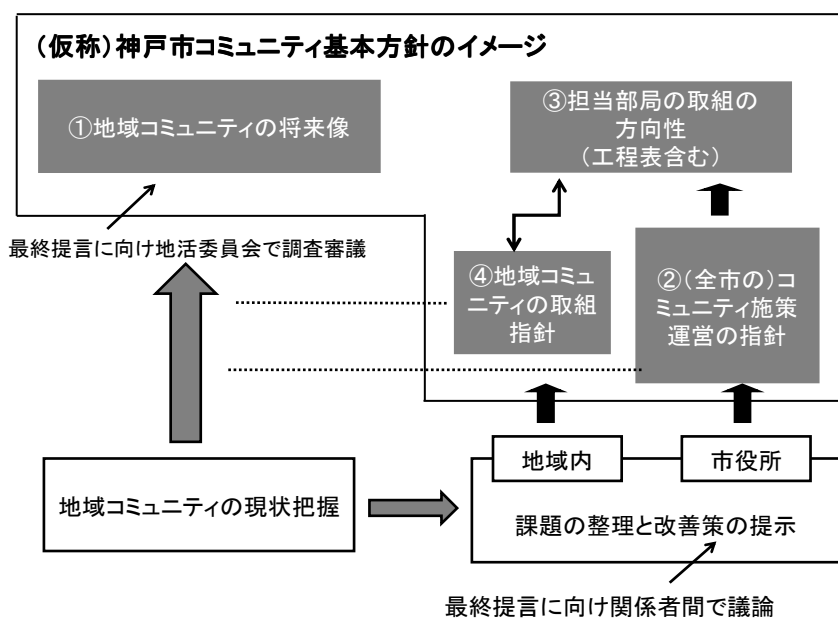 (仮称)神戸市コミュニティ基本方針のイメージ
①地域コミュニティの将来像
③担当部局の取組の
方向性
(工程表含む)
最終提言に向け地活委員会で調査審議
④地域コミュ
ニティの取組
指針
②(全市の)コ
ミュニティ施策
運営の指針
地域内
市役所
地域コミュニティの現状把握
課題の整理と改善策の提示
最終提言に向け関係者間で議論